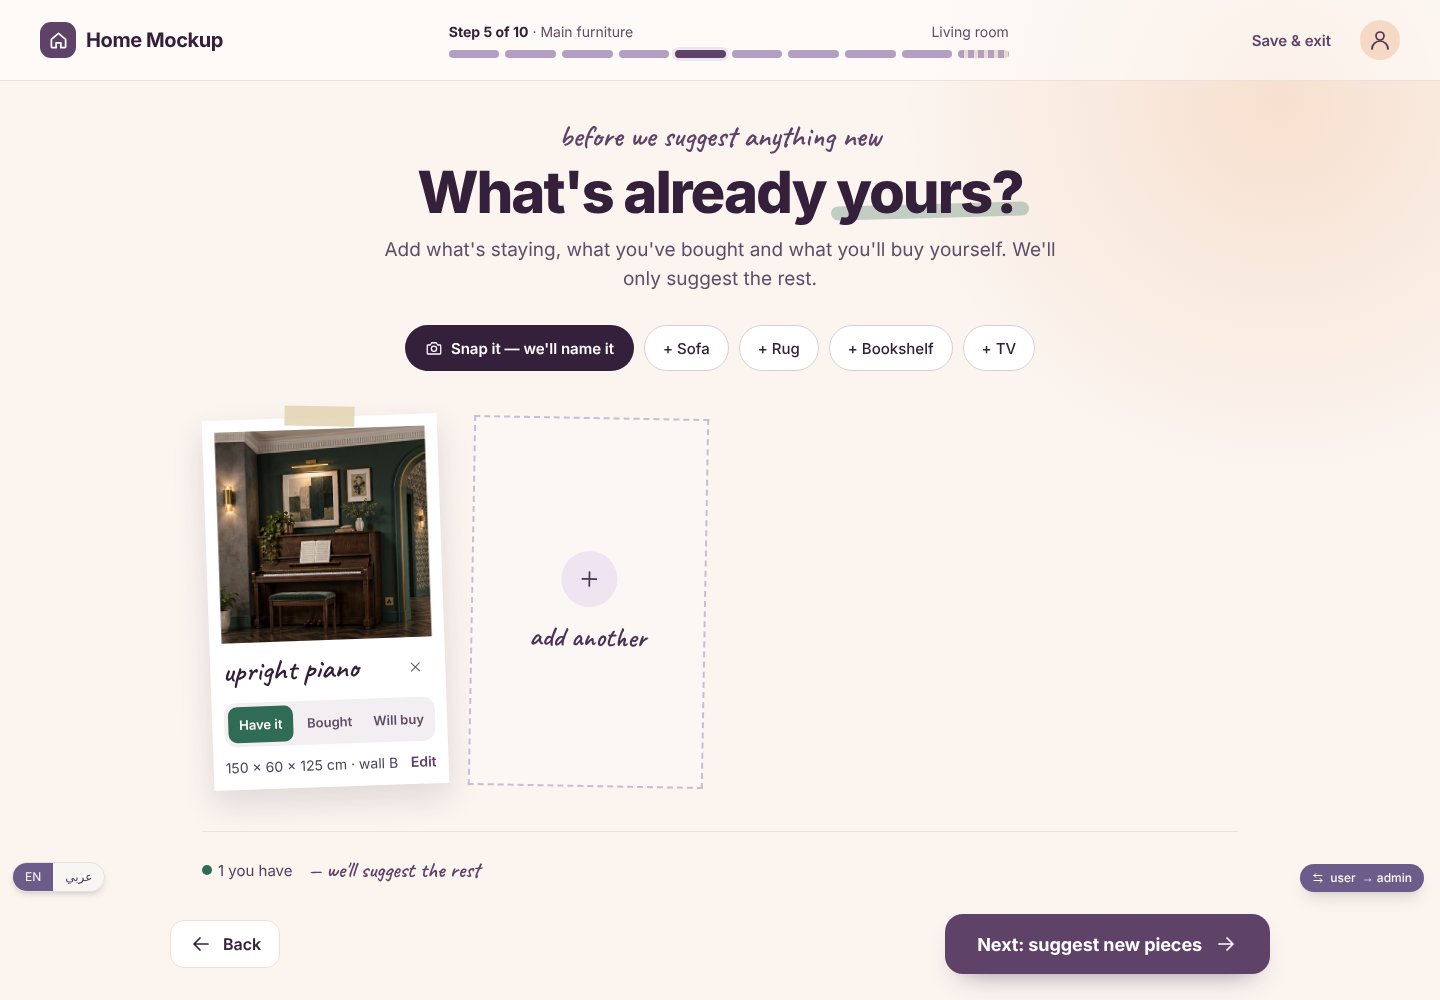 Home Mockup
Step 5 of 10 · Main furniture
Living room
Save & exit
before we suggest anything new
What's already yours?
Add what's staying, what you've bought and what you'll buy yourself. We'll
only suggest the rest.
Snap it — we'll name it
+ Sofa
+ Rug
+ Bookshelf
+ TV
upright piano
Have it
Bought
Will buy
150 × 60 × 125 cm · wall B
Edit
add another
1 you have
– we'll suggest the rest
EN
عربي
user → admin
Back
Next: suggest new pieces